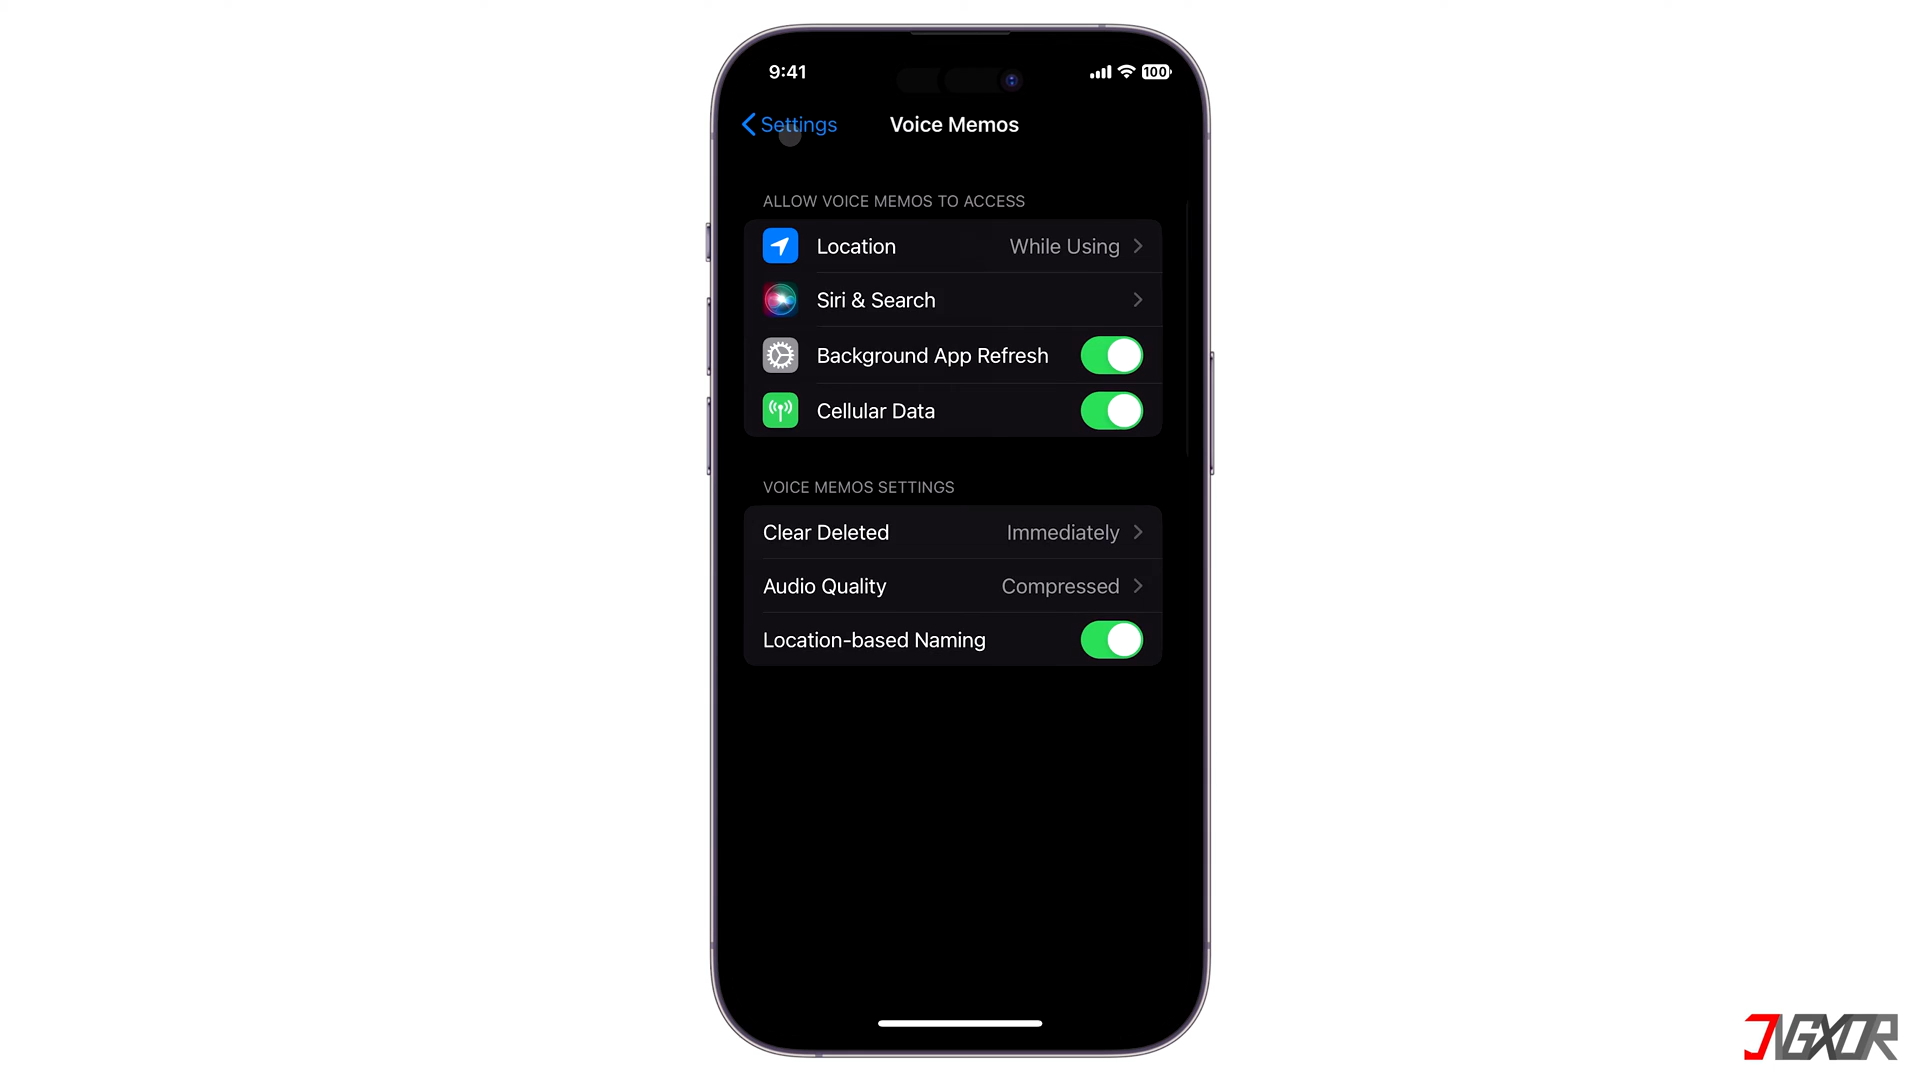 9:41
100
Settings
Voice Memos
ALLOW VOICE MEMOS TO ACCESS
Location
While Using
Siri & Search
Background App Refresh
Cellular Data
VOICE MEMOS SETTINGS
Clear Deleted
Immediately
Audio Quality
Compressed
Location-based Naming
JVGXOR